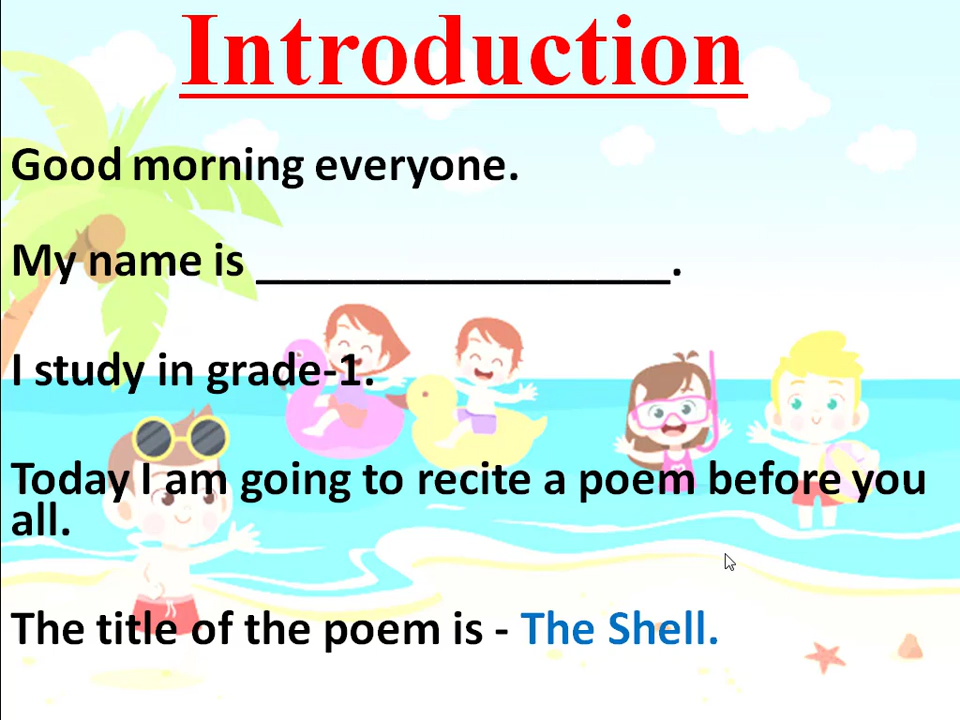 Introduction
Good morning everyone.
My name is __________________.
I study in grade-1.
Today I am going to recite a poem before you
all.
The title of the poem is - The Shell.